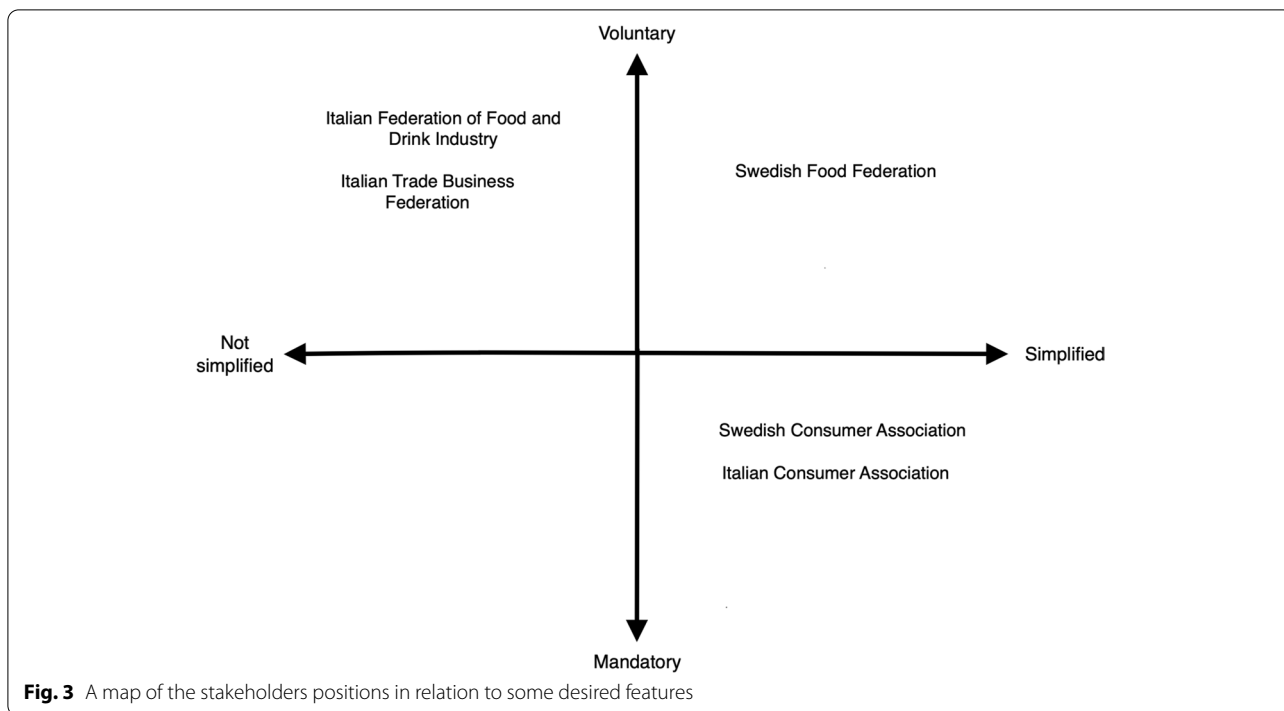 Voluntary
Italian Federation of Food and
Drink Industry
Swedish Food Federation
Italian Trade Business
Federation
Not
simplified
Simplified
Swedish Consumer Association
Italian Consumer Association
Mandatory
Fig. 3 A map of the stakeholders positions in relation to some desired features